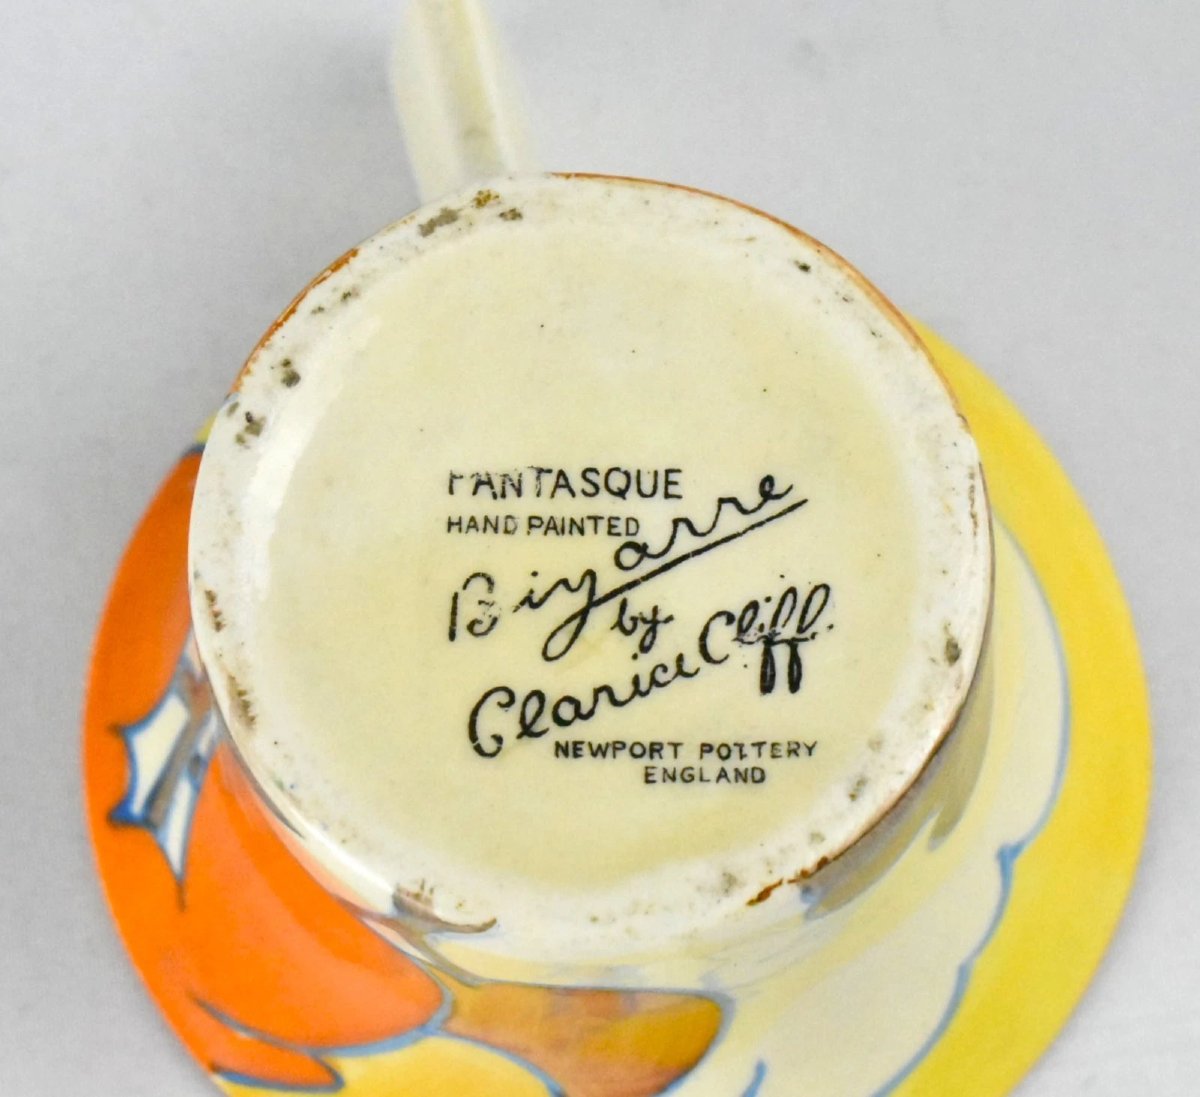 FANTASQUE
HAND PAINTED
Bizarre
by
Clarice Cliff.
NEWPORT POTTERY
ENGLAND